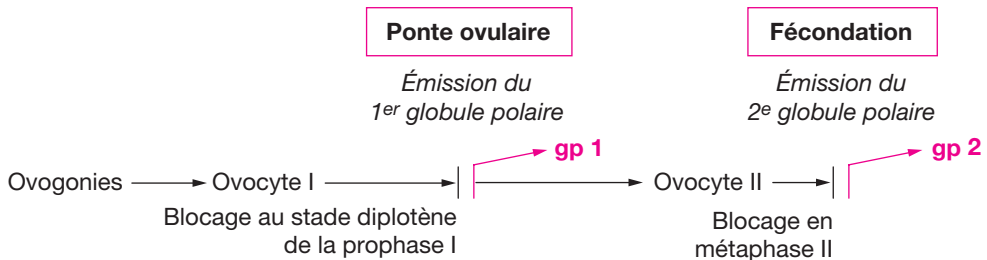 Ponte ovulaire
Fécondation
Émission du
1er globule polaire
Émission du
2e globule polaire
gp 1
gp 2
Ovogonies Ovocyte I Ovocyte II
Blocage au stade diplotène
de la prophase I
Blocage en
métaphase II